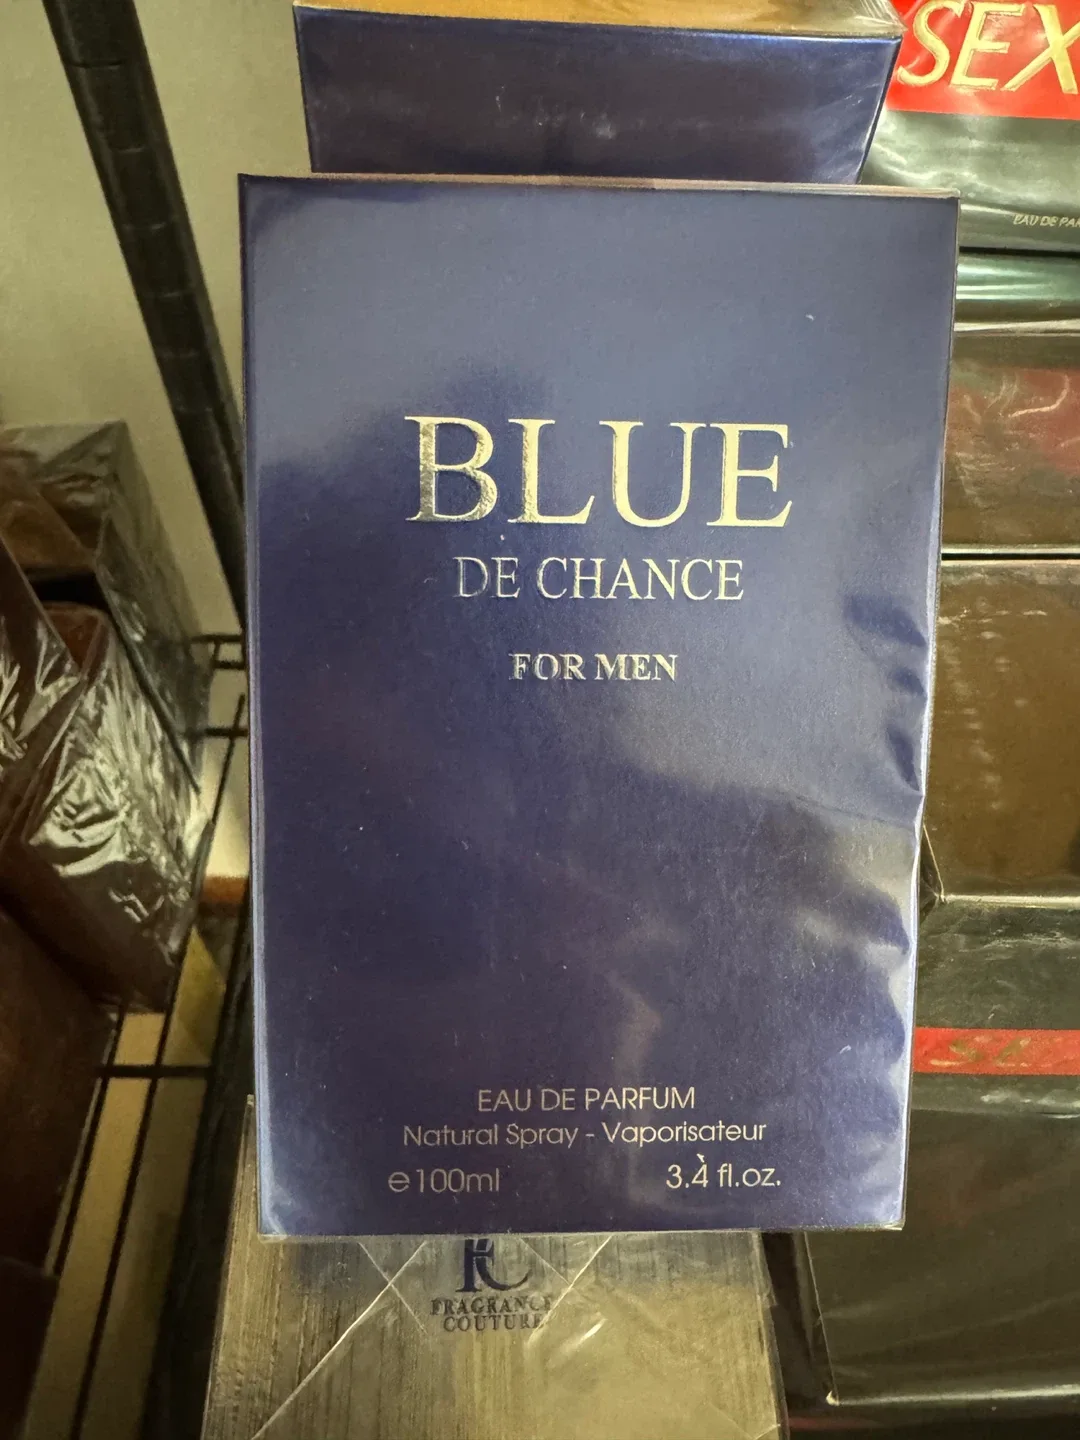 SEX
EAU DE PAR
BLUE
DE CHANCE
FOR MEN
EAU DE PARFUM
Natural Spray - Vaporisateur
e 100ml 3.4 fl.oz.
FC
FRAGRANCE
COUTURE